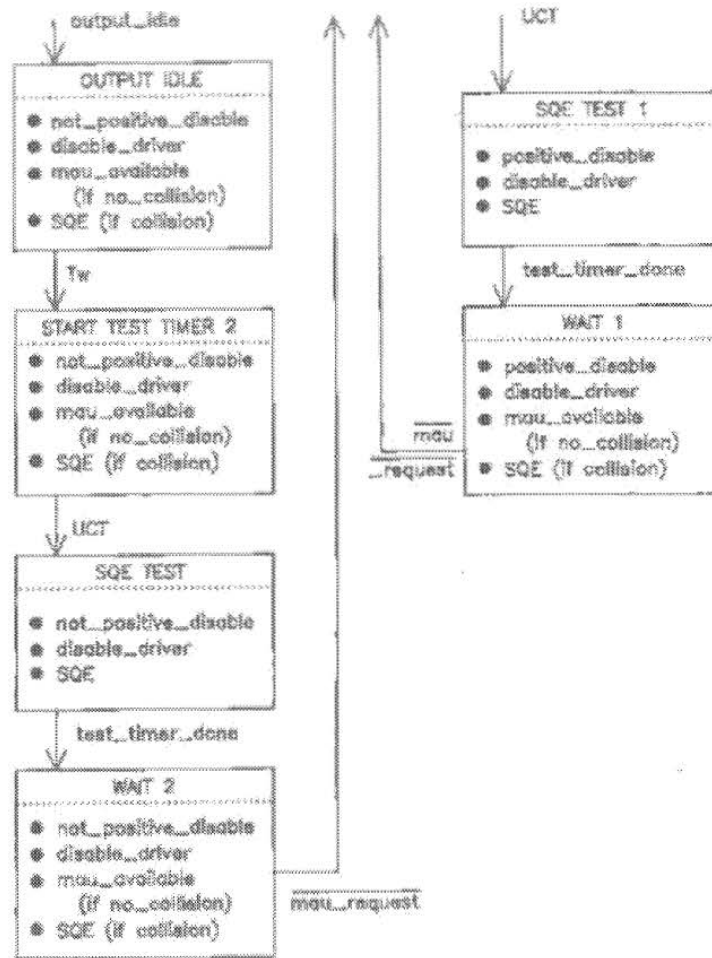 output_idle
OUTPUT IDLE
● not_positive_disable
● disable_driver
● mau_available
(if no_collision)
● SQE (if collision)
Tw
START TEST TIMER 2
● not_positive_disable
● disable_driver
● mau_available
(if no_collision)
● SQE (if collision)
UCT
SQE TEST
● not_positive_disable
● disable_driver
● SQE
test_timer_done
WAIT 2
● not_positive_disable
● disable_driver
● mau_available
(if no_collision)
● SQE (if collision)
mau_request
UCT
SQE TEST 1
● positive_disable
● disable_driver
● SQE
test_timer_done
WAIT 1
● positive_disable
● disable_driver
● mau_available
(if no_collision)
● SQE (if collision)
mau
_request